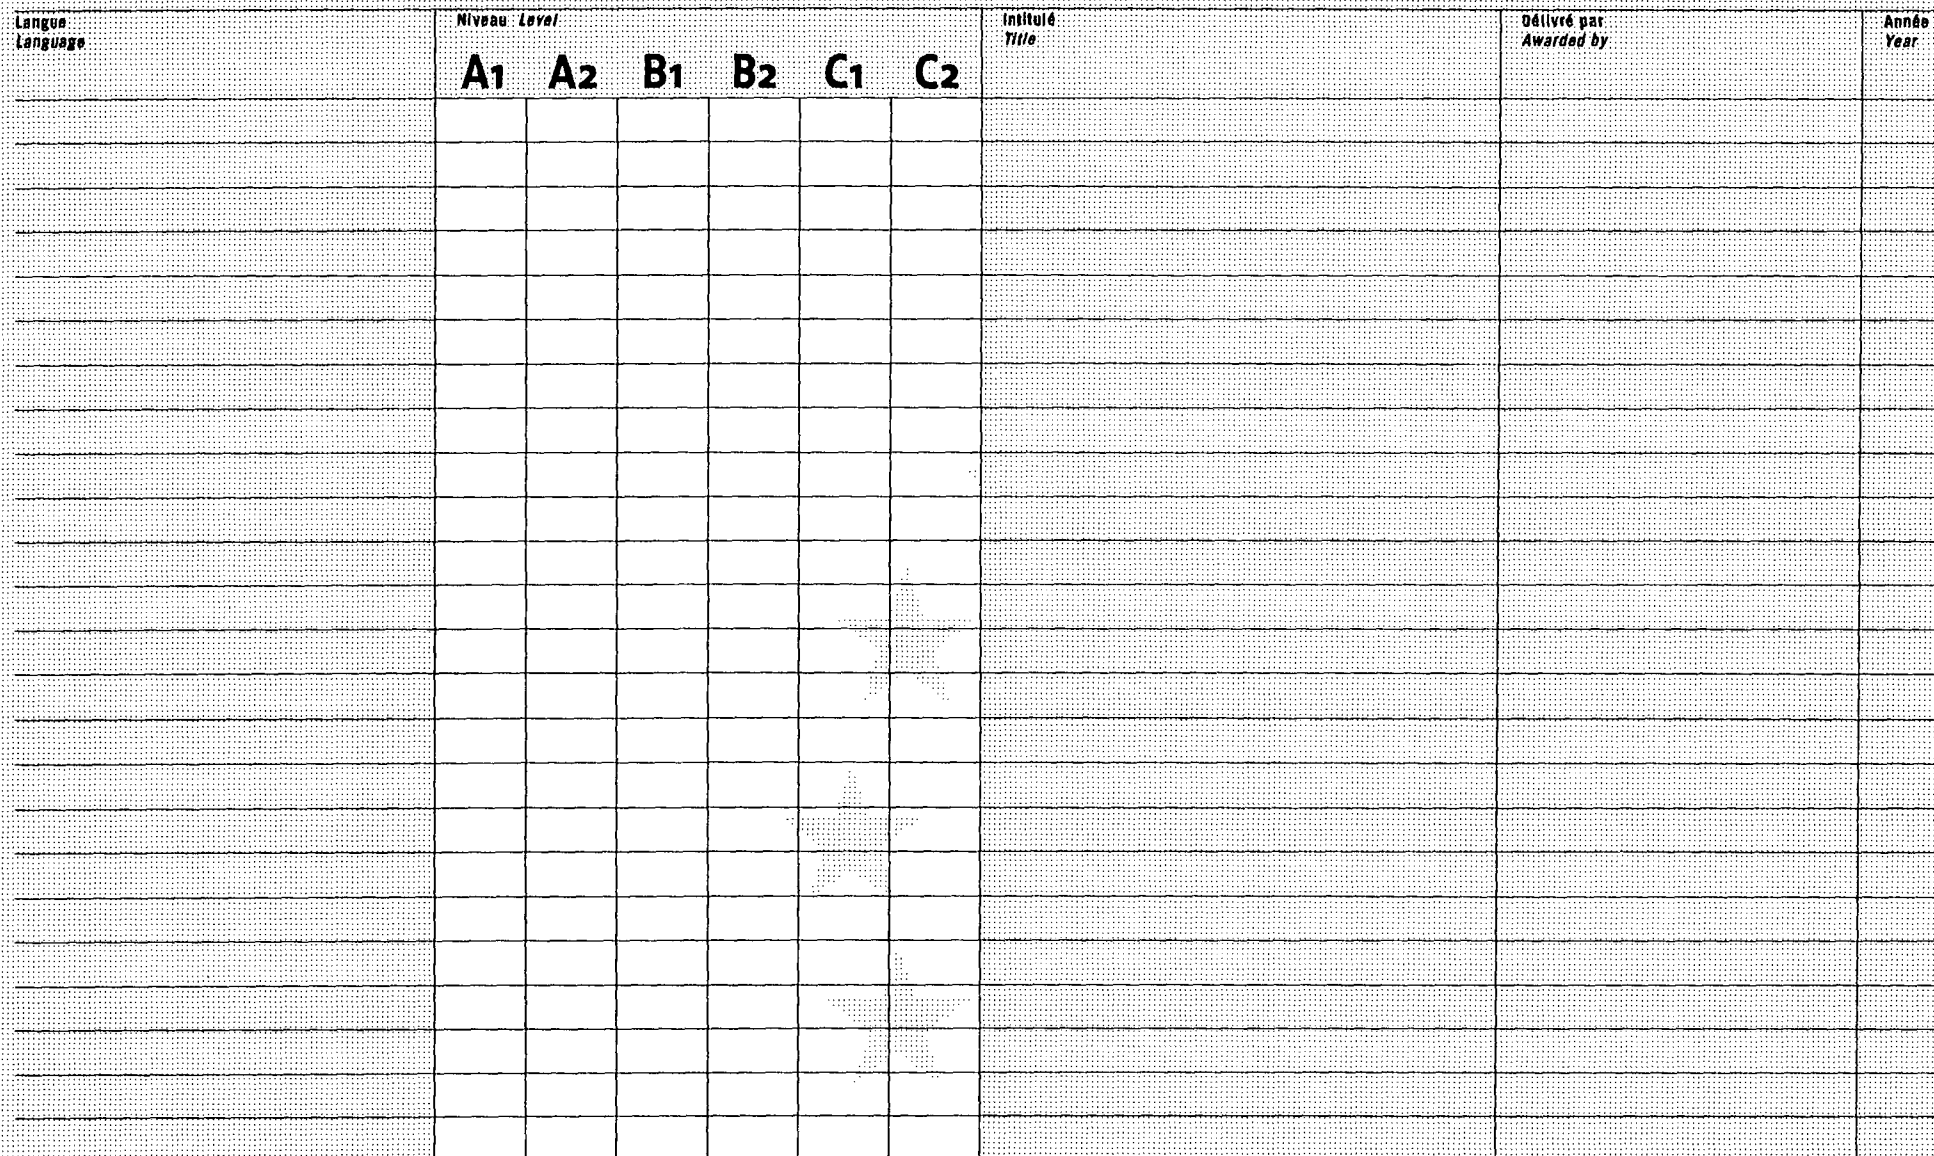 Langue
Language
Niveau Level
A1 A2 B1 B2 C1 C2
Intitulé
Title
Délivré par
Awarded by
Année
Year